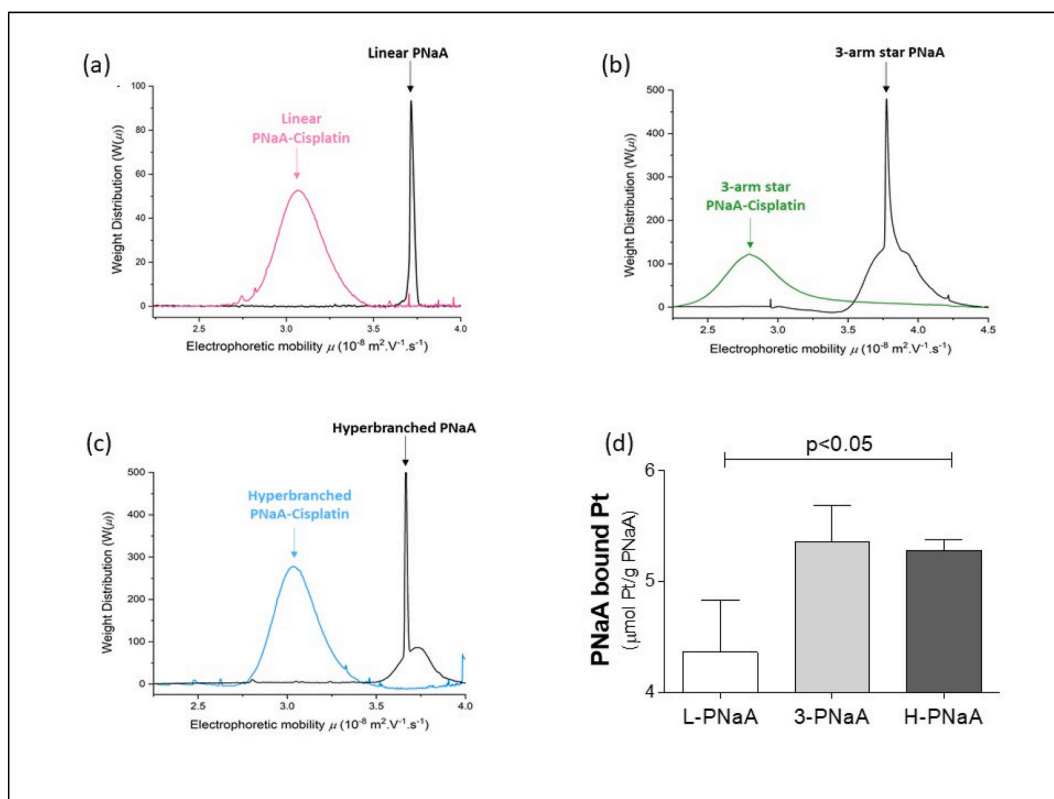 (a)
Linear PNaA
Linear
PNaA-Cisplatin
100
80
60
40
20
0
Weight Distribution (W(μ))
2.5 3.0 3.5 4.0
Electrophoretic mobility μ (10⁻⁸ m².V⁻¹.s⁻¹)
(b)
3-arm star PNaA
3-arm star
PNaA-Cisplatin
500
400
300
200
100
0
Weight Distribution (W(μ))
2.5 3.0 3.5 4.0 4.5
Electrophoretic mobility μ (10⁻⁸ m².V⁻¹.s⁻¹)
(c)
Hyperbranched PNaA
Hyperbranched
PNaA-Cisplatin
500
400
300
200
100
0
Weight Distribution (W(μ))
2.5 3.0 3.5 4.0
Electrophoretic mobility μ (10⁻⁸ m².V⁻¹.s⁻¹)
(d)
p<0.05
6
5
4
PNaA bound Pt
(μmol Pt/g PNaA)
L-PNaA 3-PNaA H-PNaA